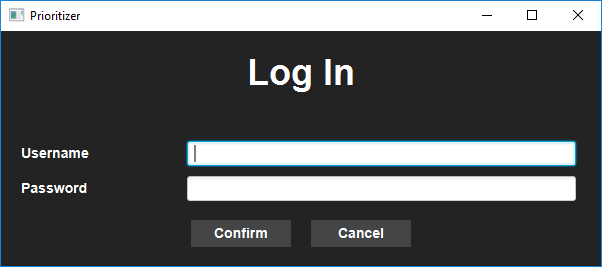 Prioritizer
Log In
Username
Password
Confirm Cancel